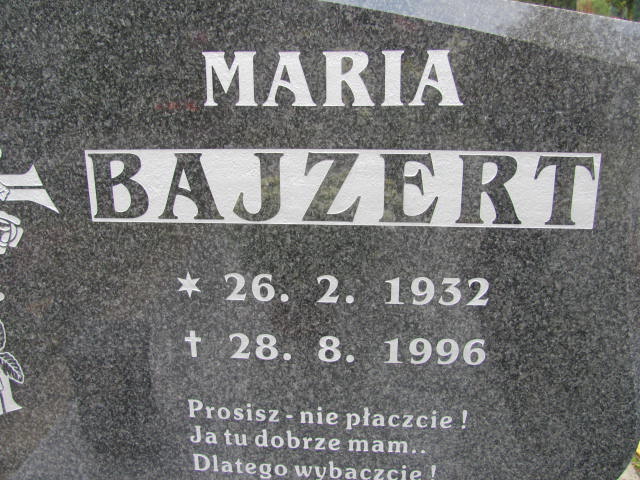 MARIA
BAJZERT
* 26. 2. 1932
† 28. 8. 1996
Prosisz - nie płaczcie !
Ja tu dobrze mam..
Dlatego wybaczcie !